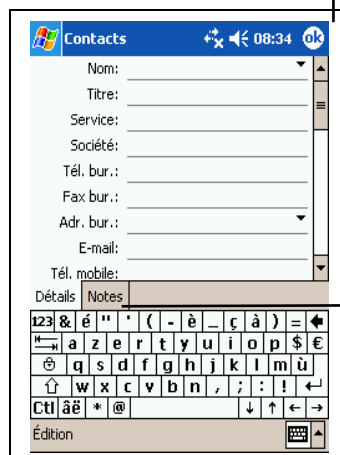 Contacts 08:34 ok
Nom:
Titre:
Service:
Société:
Tél. bur.:
Fax bur.:
Adr. bur.:
E-mail:
Tél. mobile:
Détails Notes
123 & é " ' ( - è _ ç à ) =
a z e r t y u i o p $ €
q s d f g h j k l m ù
w x c v b n , ; : !
Ctl âë * @ ↓ ↑ ← →
Édition